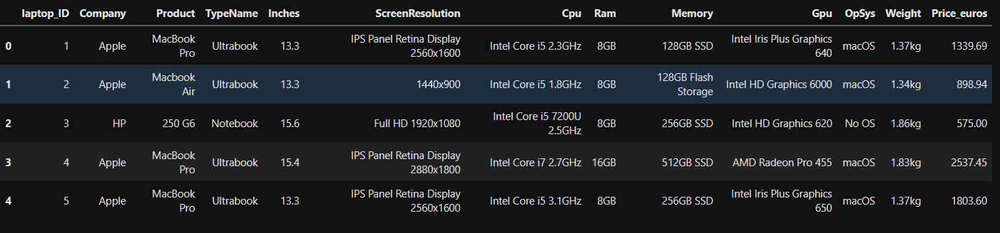 laptop_ID Company Product TypeName Inches ScreenResolution Cpu Ram Memory Gpu OpSys Weight Price_euros
0 1 Apple MacBook Pro Ultrabook 13.3 IPS Panel Retina Display 2560x1600 Intel Core i5 2.3GHz 8GB 128GB SSD Intel Iris Plus Graphics 640 macOS 1.37kg 1339.69
1 2 Apple Macbook Air Ultrabook 13.3 1440x900 Intel Core i5 1.8GHz 8GB 128GB Flash Storage Intel HD Graphics 6000 macOS 1.34kg 898.94
2 3 HP 250 G6 Notebook 15.6 Full HD 1920x1080 Intel Core i5 7200U 2.5GHz 8GB 256GB SSD Intel HD Graphics 620 No OS 1.86kg 575.00
3 4 Apple MacBook Pro Ultrabook 15.4 IPS Panel Retina Display 2880x1800 Intel Core i7 2.7GHz 16GB 512GB SSD AMD Radeon Pro 455 macOS 1.83kg 2537.45
4 5 Apple MacBook Pro Ultrabook 13.3 IPS Panel Retina Display 2560x1600 Intel Core i5 3.1GHz 8GB 256GB SSD Intel Iris Plus Graphics 650 macOS 1.37kg 1803.60